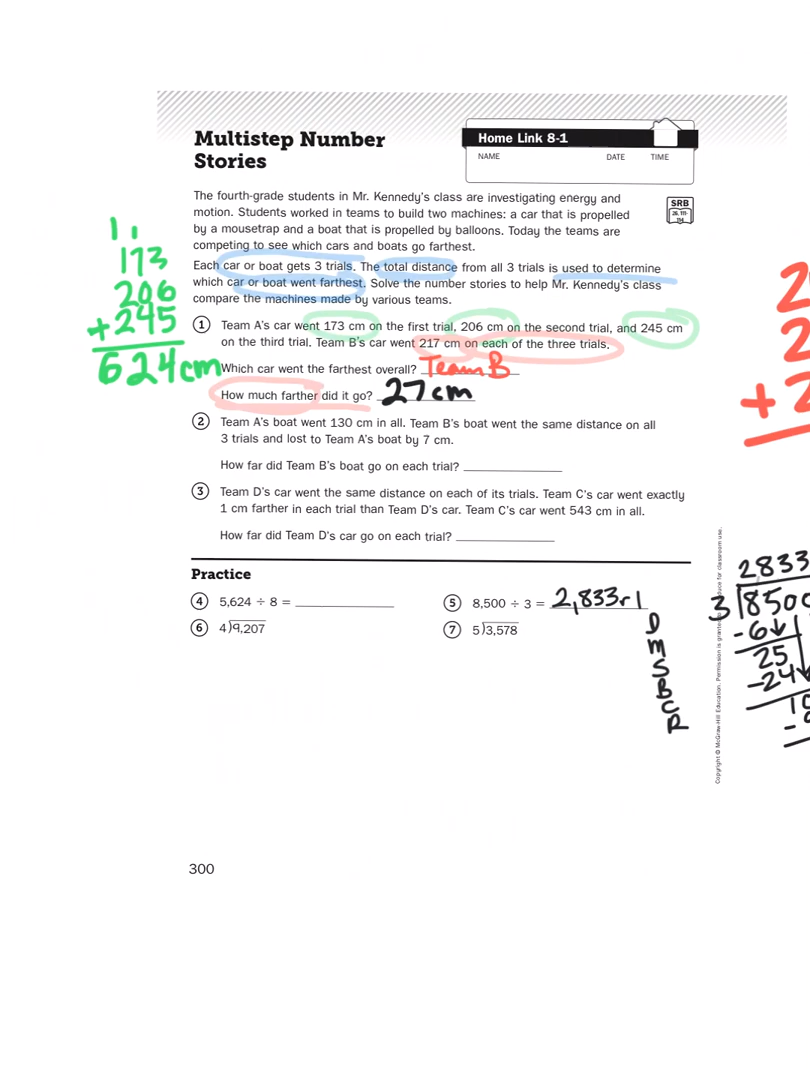 Multistep Number
Stories
Home Link 8-1
NAME DATE TIME
The fourth-grade students in Mr. Kennedy's class are investigating energy and
motion. Students worked in teams to build two machines: a car that is propelled
by a mousetrap and a boat that is propelled by balloons. Today the teams are
competing to see which cars and boats go farthest.
SRB
Each car or boat gets 3 trials. The total distance from all 3 trials is used to determine
which car or boat went farthest. Solve the number stories to help Mr. Kennedy's class
compare the machines made by various teams.
1 1
173
206
+245
624cm
1 Team A's car went 173 cm on the first trial, 206 cm on the second trial, and 245 cm
on the third trial. Team B's car went 217 cm on each of the three trials.
Which car went the farthest overall? Team B
How much farther did it go? 27 cm
2
2
+ 2
2 Team A's boat went 130 cm in all. Team B's boat went the same distance on all
3 trials and lost to Team A's boat by 7 cm.
How far did Team B's boat go on each trial?
3 Team D's car went the same distance on each of its trials. Team C's car went exactly
1 cm farther in each trial than Team D's car. Team C's car went 543 cm in all.
How far did Team D's car go on each trial?
Practice
4 5,624 ÷ 8 =
5 8,500 ÷ 3 = 2,833r1
6 4)9,207
7 5)3,578
D
M
S
B
C
R
2833
3)850
-6↓
25
-24↓
10
-9
Copyright © McGraw-Hill Education. Permission is granted to reproduce for classroom use.
300